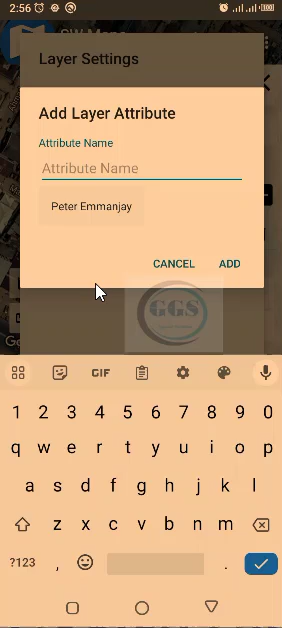 2:56
SW Maps
Layer Settings
Add Layer Attribute
Attribute Name
Attribute Name
Peter Emmanjay
CANCEL ADD
GGS
GIF
1 2 3 4 5 6 7 8 9 0
q w e r t y u i o p
a s d f g h j k l
z x c v b n m
?123 , .